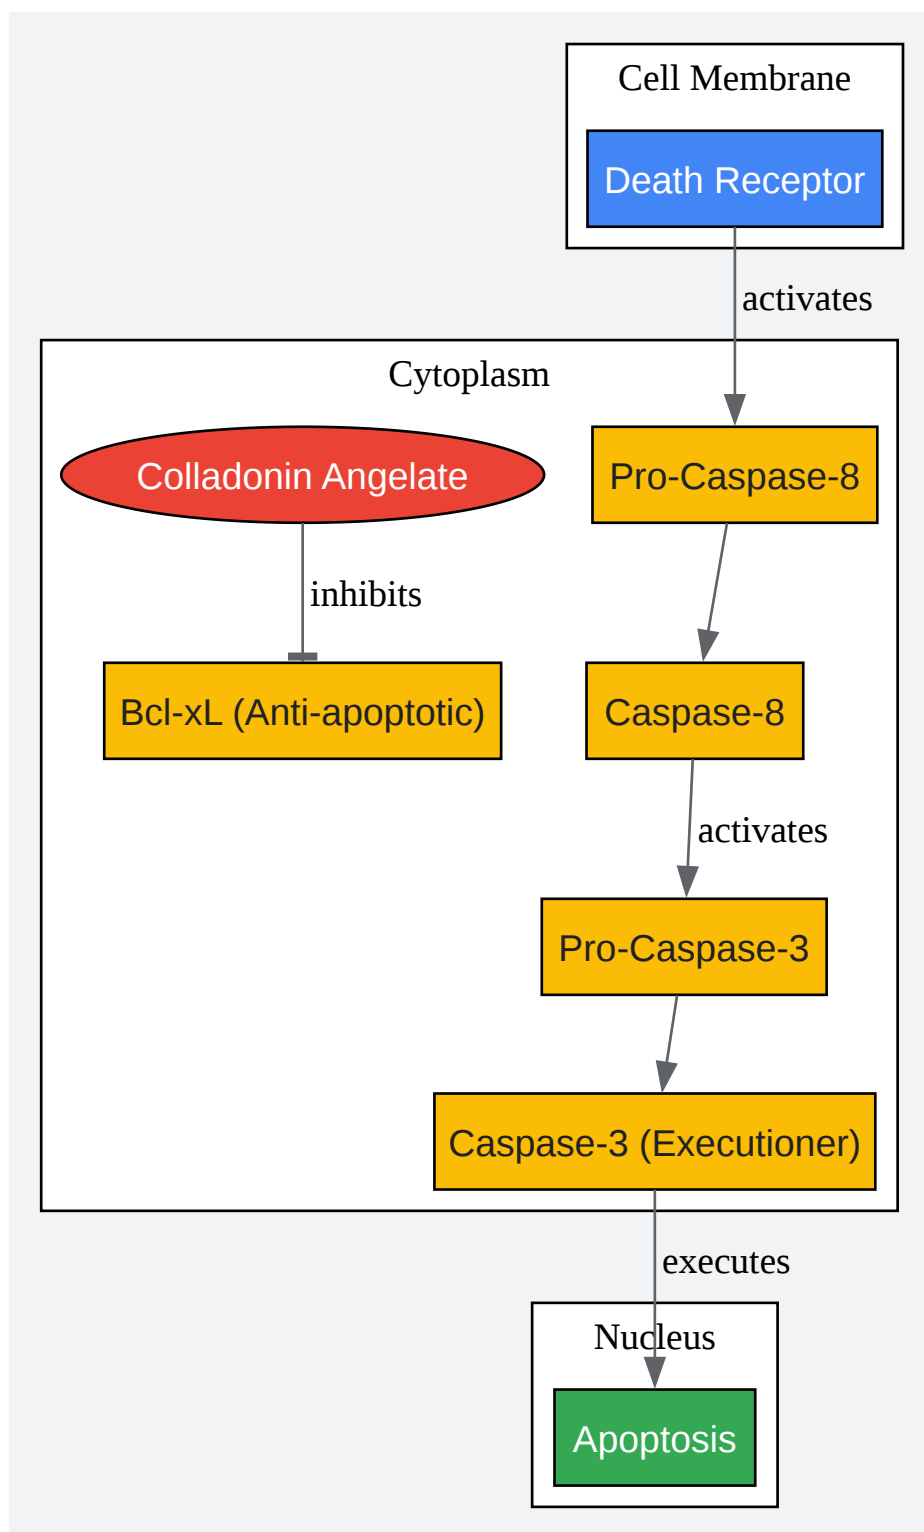 Cell Membrane
Death Receptor
activates
Cytoplasm
Colladonin Angelate
Pro-Caspase-8
inhibits
Bcl-xL (Anti-apoptotic)
Caspase-8
activates
Pro-Caspase-3
Caspase-3 (Executioner)
executes
Nucleus
Apoptosis